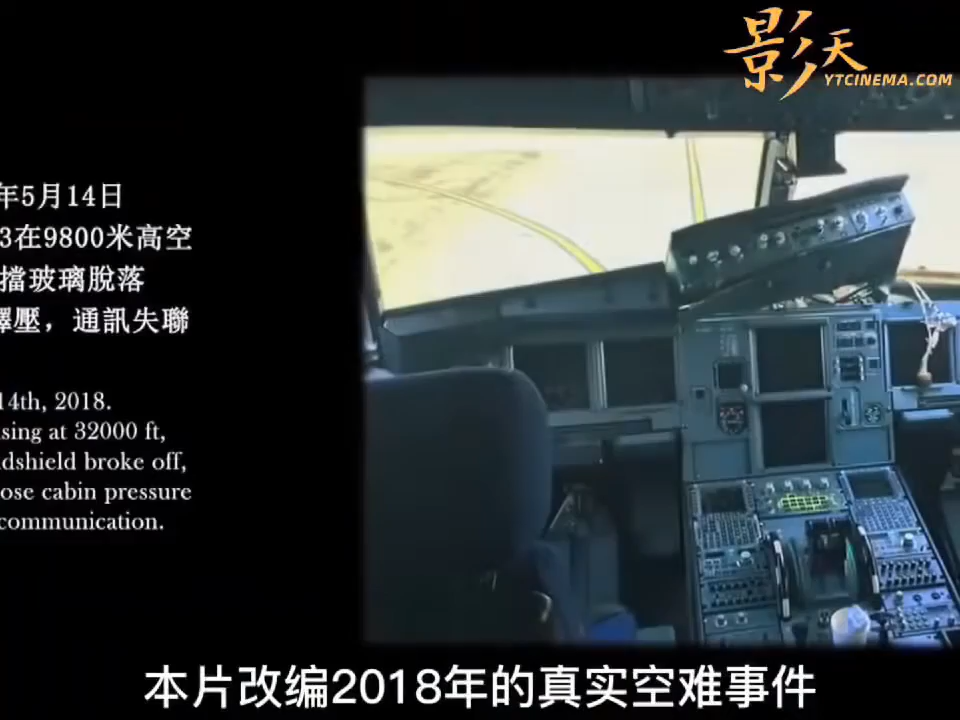 影天
YTCINEMA.COM
年5月14日
3在9800米高空
擋玻璃脫落
釋壓，通訊失聯
14th, 2018.
sing at 32000 ft,
dshield broke off,
ose cabin pressure
communication.
本片改编2018年的真实空难事件